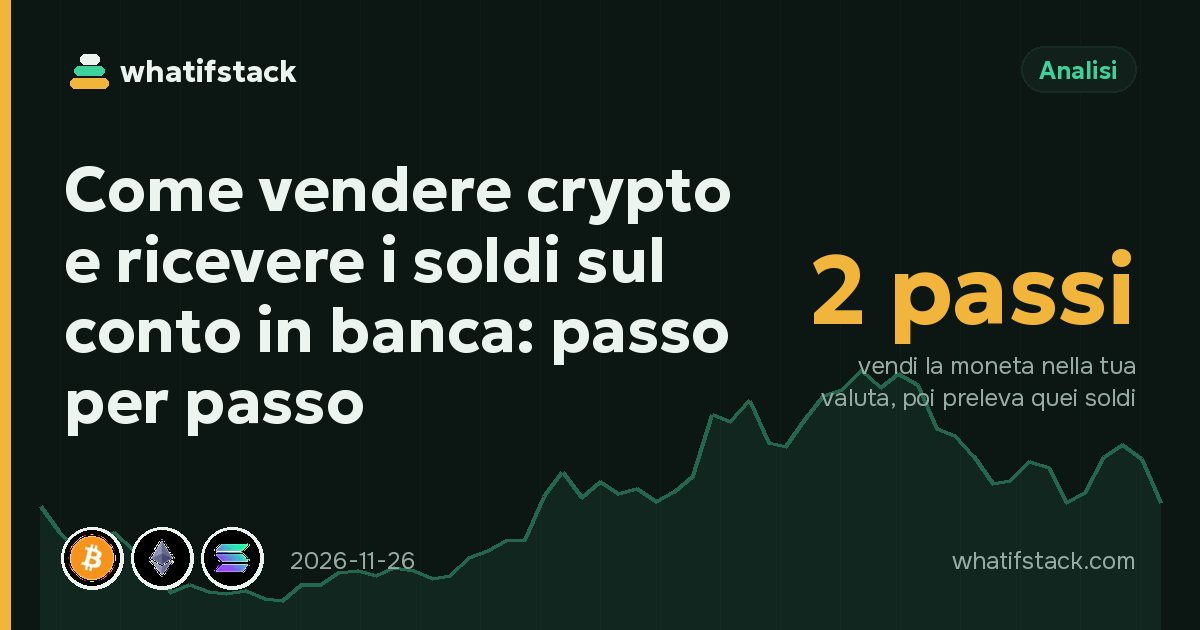 whatifstack
Analisi
Come vendere crypto
e ricevere i soldi sul
conto in banca: passo
per passo
2 passi
vendi la moneta nella tua
valuta, poi preleva quei soldi
2026-11-26
whatifstack.com